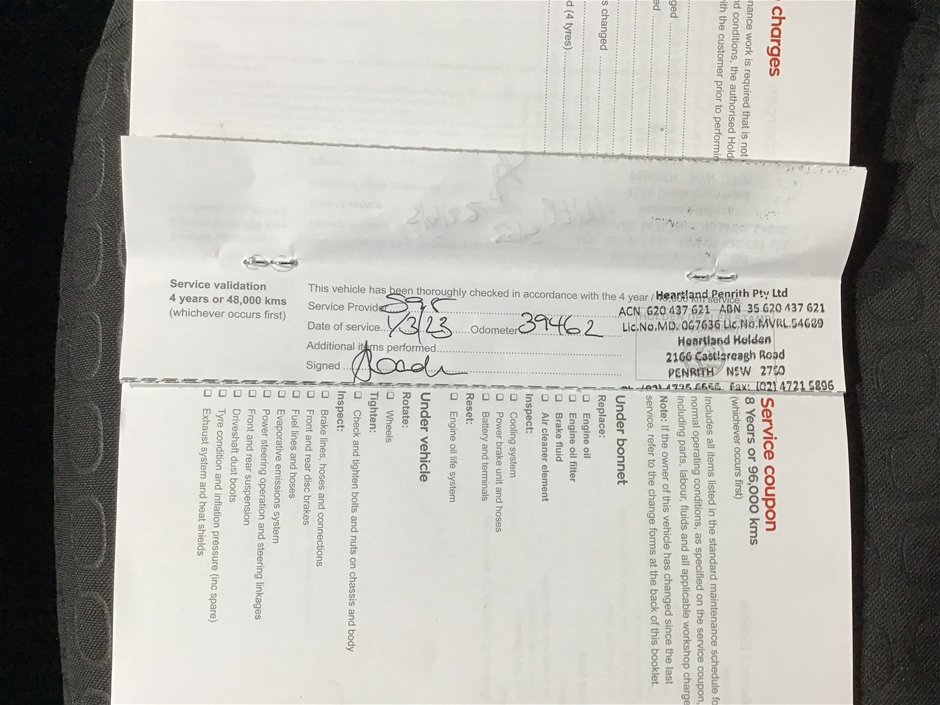 charges
nance work is required that is not
nd conditions, the authorised Hold
ith the customer prior to performin
ged
ed
s changed
d (4 tyres)
Service validation
4 years or 48,000 kms
(whichever occurs first)
This vehicle has been thoroughly checked in accordance with the 4 year /
Service Provide
Date of service 1/3/23 Odometer 39462
Additional items performed
Signed
Heartland Penrith Pty Ltd
ACN 620 437 621 ABN 35 620 437 621
Lic.No.MD. 067636 Lic.No.MVRL.54689
Heartland Holden
2166 Castlereagh Road
PENRITH NSW 2750
Fax: (02) 4721 5896
Service coupon
8 Years or 96,000 kms
(whichever occurs first)
Includes all items listed in the standard maintenance schedule fo
normal operating conditions, as specified on the service coupon,
including parts, labour, fluids and all applicable workshop charge
Note: If the owner of this vehicle has changed since the last
service, refer to the change forms at the back of this booklet.
Under bonnet
Replace:
Engine oil
Engine oil filter
Brake fluid
Air cleaner element
Inspect:
Cooling system
Power brake unit and hoses
Battery and terminals
Reset:
Engine oil life system
Under vehicle
Rotate:
Wheels
Tighten:
Check and tighten bolts and nuts on chassis and body
Inspect:
Brake lines, hoses and connections
Front and rear disc brakes
Fuel lines and hoses
Evaporative emissions system
Power steering operation and steering linkages
Front and rear suspension
Driveshaft dust boots
Tyre condition and inflation pressure (inc spare)
Exhaust system and heat shields